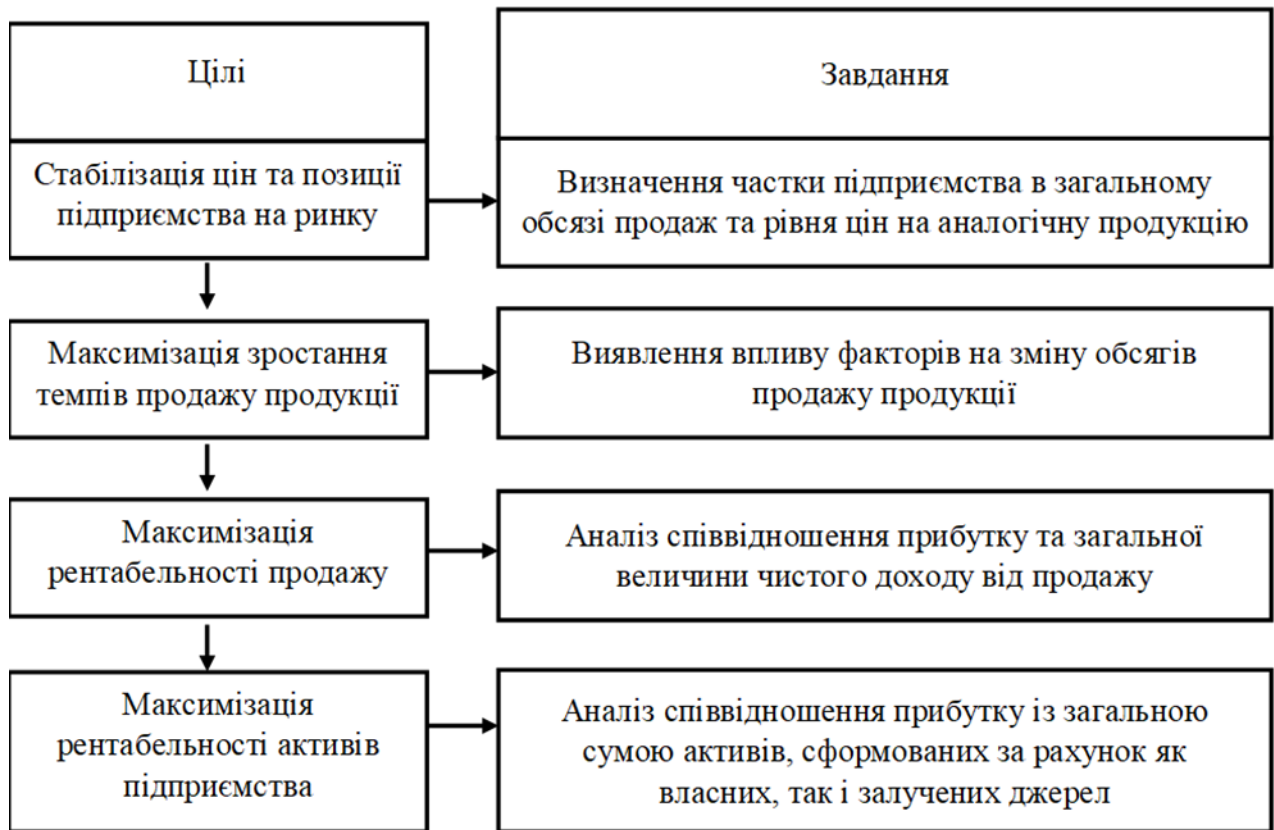 Цілі
Завдання
Стабілізація цін та позиції
підприємства на ринку
Визначення частки підприємства в загальному
обсязі продаж та рівня цін на аналогічну продукцію
Максимізація зростання
темпів продажу продукції
Виявлення впливу факторів на зміну обсягів
продажу продукції
Максимізація
рентабельності продажу
Аналіз співвідношення прибутку та загальної
величини чистого доходу від продажу
Максимізація
рентабельності активів
підприємства
Аналіз співвідношення прибутку із загальною
сумою активів, сформованих за рахунок як
власних, так і залучених джерел